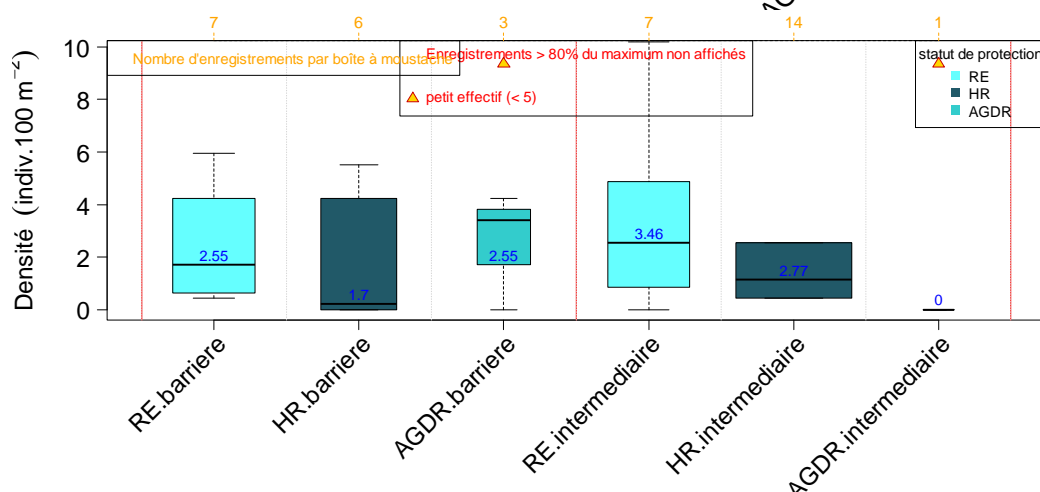 AG
7 6 3 7 14 1
Nombre d'enregistrements par boîte à moustache
Enregistrements > 80% du maximum non affichés
petit effectif (< 5)
statut de protection
RE
HR
AGDR
Densité (indiv.100 m⁻²)
10
8
6
4
2
0
2.55
1.7
2.55
3.46
2.77
0
RE.barriere
HR.barriere
AGDR.barriere
RE.intermediaire
HR.intermediaire
AGDR.intermediaire